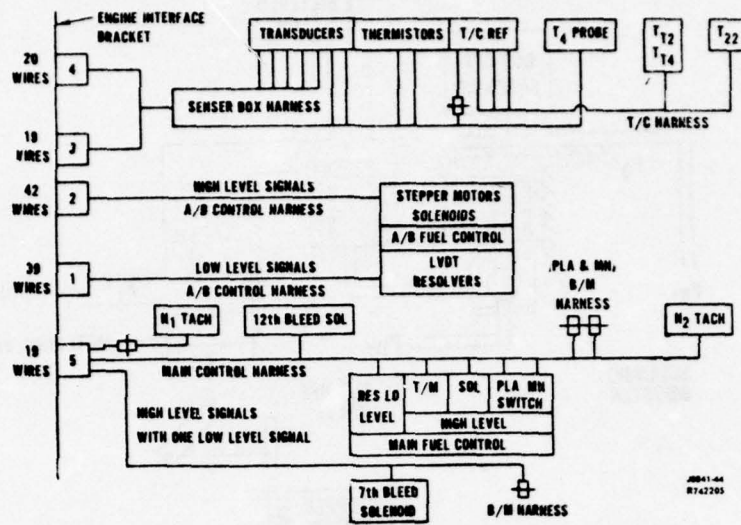 ENGINE INTERFACE
BRACKET
TRANSDUCERS
THERMISTORS
T/C REF
T4 PROBE
TT2
TT4
T22
20
WIRES
4
SENSER BOX HARNESS
T/C HARNESS
19
WIRES
3
42
WIRES
2
HIGH LEVEL SIGNALS
A/B CONTROL HARNESS
STEPPER MOTORS
SOLENOIDS
A/B FUEL CONTROL
LVDT
RESOLVERS
39
WIRES
1
LOW LEVEL SIGNALS
A/B CONTROL HARNESS
(PLA & MN)
B/M
HARNESS
N1 TACH
12th BLEED SOL
N2 TACH
19
WIRES
5
MAIN CONTROL HARNESS
RES LO
LEVEL
T/M
SOL
PLA MN
SWITCH
HIGH LEVEL
MAIN FUEL CONTROL
HIGH LEVEL SIGNALS
WITH ONE LOW LEVEL SIGNAL
7th BLEED
SOLENOID
B/M HARNESS
J8941-44
R742205